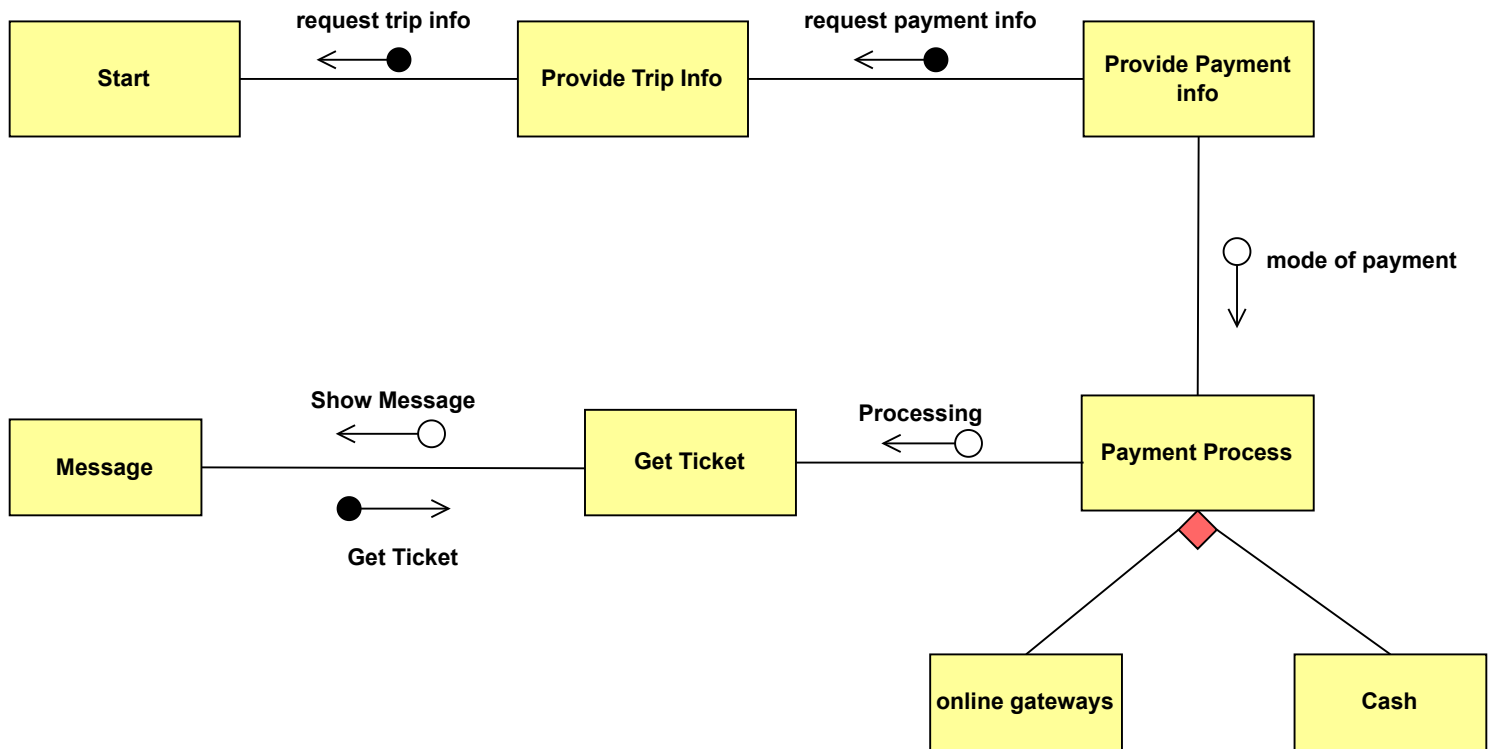 request trip info
request payment info
Start
Provide Trip Info
Provide Payment
info
mode of payment
Show Message
Processing
Message
Get Ticket
Payment Process
Get Ticket
online gateways
Cash